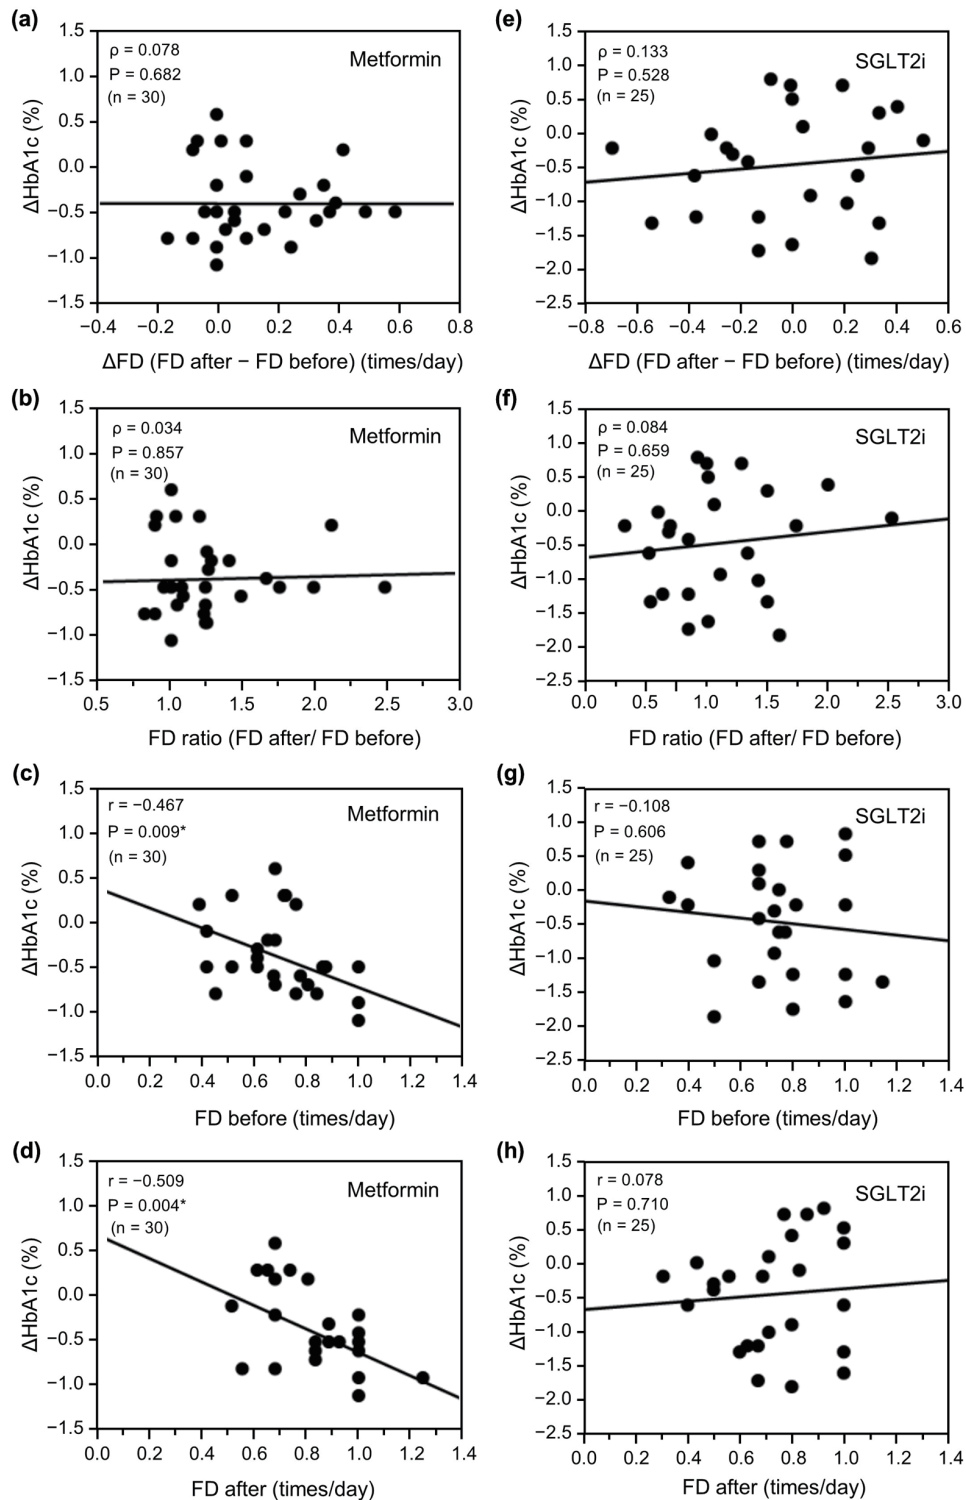 (a)
1.5
1.0
0.5
0.0
−0.5
−1.0
−1.5
ΔHbA1c (%)
ρ = 0.078
P = 0.682
(n = 30)
Metformin
−0.4 −0.2 0.0 0.2 0.4 0.6 0.8
ΔFD (FD after − FD before) (times/day)
(e)
1.5
1.0
0.5
0.0
−0.5
−1.0
−1.5
−2.0
−2.5
ΔHbA1c (%)
ρ = 0.133
P = 0.528
(n = 25)
SGLT2i
−0.8 −0.6 −0.4 −0.2 0.0 0.2 0.4 0.6
ΔFD (FD after − FD before) (times/day)
(b)
1.5
1.0
0.5
0.0
−0.5
−1.0
−1.5
ΔHbA1c (%)
ρ = 0.034
P = 0.857
(n = 30)
Metformin
0.5 1.0 1.5 2.0 2.5 3.0
FD ratio (FD after/ FD before)
(f)
1.5
1.0
0.5
0.0
−0.5
−1.0
−1.5
−2.0
−2.5
ΔHbA1c (%)
ρ = 0.084
P = 0.659
(n = 25)
SGLT2i
0.0 0.5 1.0 1.5 2.0 2.5 3.0
FD ratio (FD after/ FD before)
(c)
1.5
1.0
0.5
0.0
−0.5
−1.0
−1.5
ΔHbA1c (%)
r = −0.467
P = 0.009*
(n = 30)
Metformin
0.0 0.2 0.4 0.6 0.8 1.0 1.2 1.4
FD before (times/day)
(g)
1.5
1.0
0.5
0.0
−0.5
−1.0
−1.5
−2.0
−2.5
ΔHbA1c (%)
r = −0.108
P = 0.606
(n = 25)
SGLT2i
0.0 0.2 0.4 0.6 0.8 1.0 1.2 1.4
FD before (times/day)
(d)
1.5
1.0
0.5
0.0
−0.5
−1.0
−1.5
ΔHbA1c (%)
r = −0.509
P = 0.004*
(n = 30)
Metformin
0.0 0.2 0.4 0.6 0.8 1.0 1.2 1.4
FD after (times/day)
(h)
1.5
1.0
0.5
0.0
−0.5
−1.0
−1.5
−2.0
−2.5
ΔHbA1c (%)
r = 0.078
P = 0.710
(n = 25)
SGLT2i
0.0 0.2 0.4 0.6 0.8 1.0 1.2 1.4
FD after (times/day)